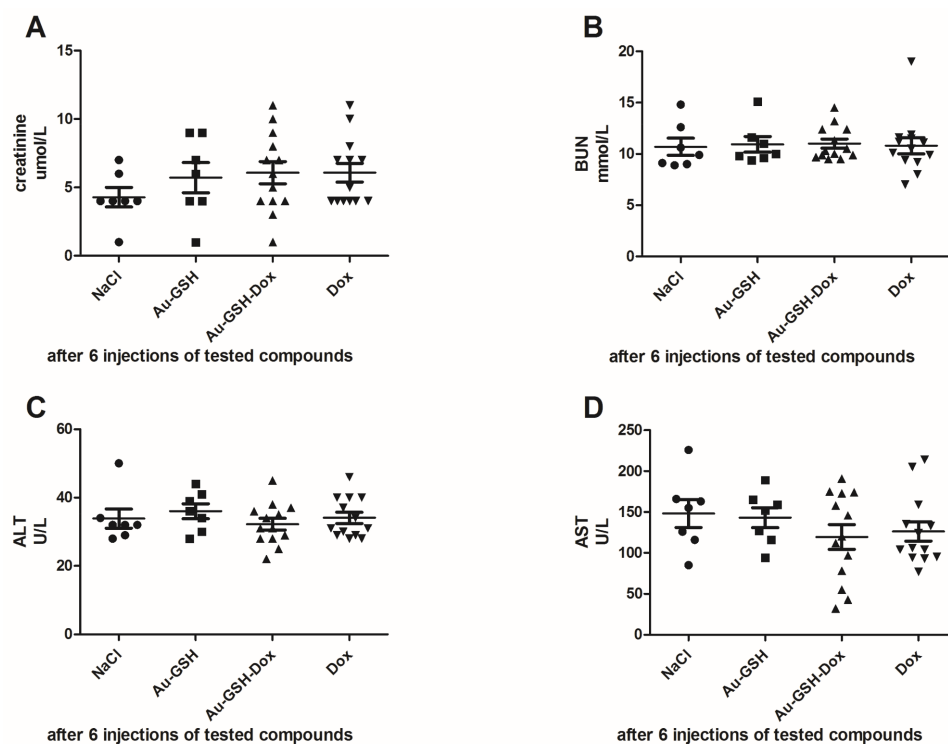 A
creatinine
umol/L
15
10
5
0
NaCl
Au-GSH
Au-GSH-Dox
Dox
after 6 injections of tested compounds
B
BUN
mmol/L
20
15
10
5
0
NaCl
Au-GSH
Au-GSH-Dox
Dox
after 6 injections of tested compounds
C
ALT
U/L
60
40
20
0
NaCl
Au-GSH
Au-GSH-Dox
Dox
after 6 injections of tested compounds
D
AST
U/L
250
200
150
100
50
0
NaCl
Au-GSH
Au-GSH-Dox
Dox
after 6 injections of tested compounds